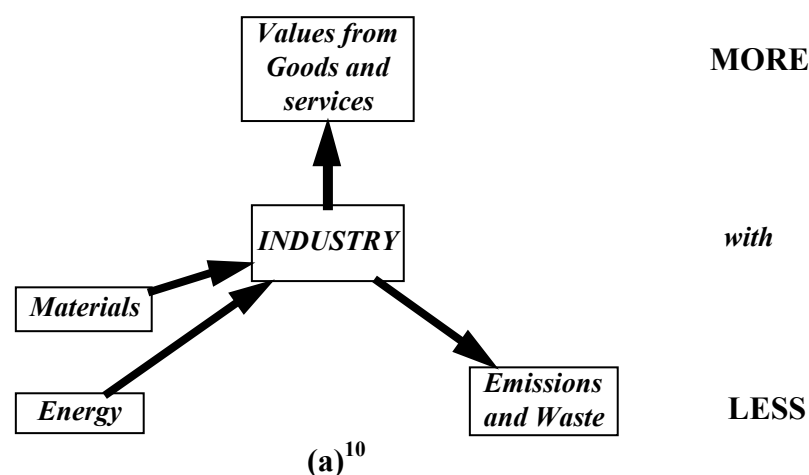 Values from
Goods and
services
MORE
INDUSTRY
with
Materials
Energy
Emissions
and Waste
LESS
(a)10